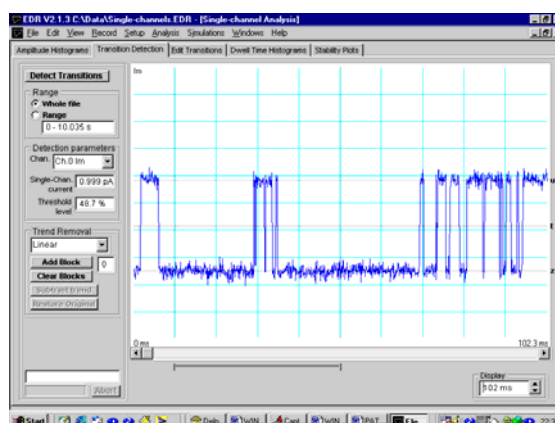 EDR V2.1.3 C:\Data\Single-channels.EDR - [Single-channel Analysis]
File Edit View Record Setup Analysis Simulations Windows Help
Amplitude Histograms Transition Detection Edit Transitions Dwell Time Histograms Stability Plots
Detect Transitions
Range
Whole file
Range
0 - 10.035 s
Detection parameters
Chan. Ch.0 Im
Single-Chan. current 0.999 pA
Threshold level 48.7 %
Trend Removal
Linear
Add Block 0
Clear Blocks
Subtract trend
Restore Original
Abort
Im
u
t
z
0 ms 102.3 ms
Display
102 ms
Start
WIN
Capt
WIN
PAT